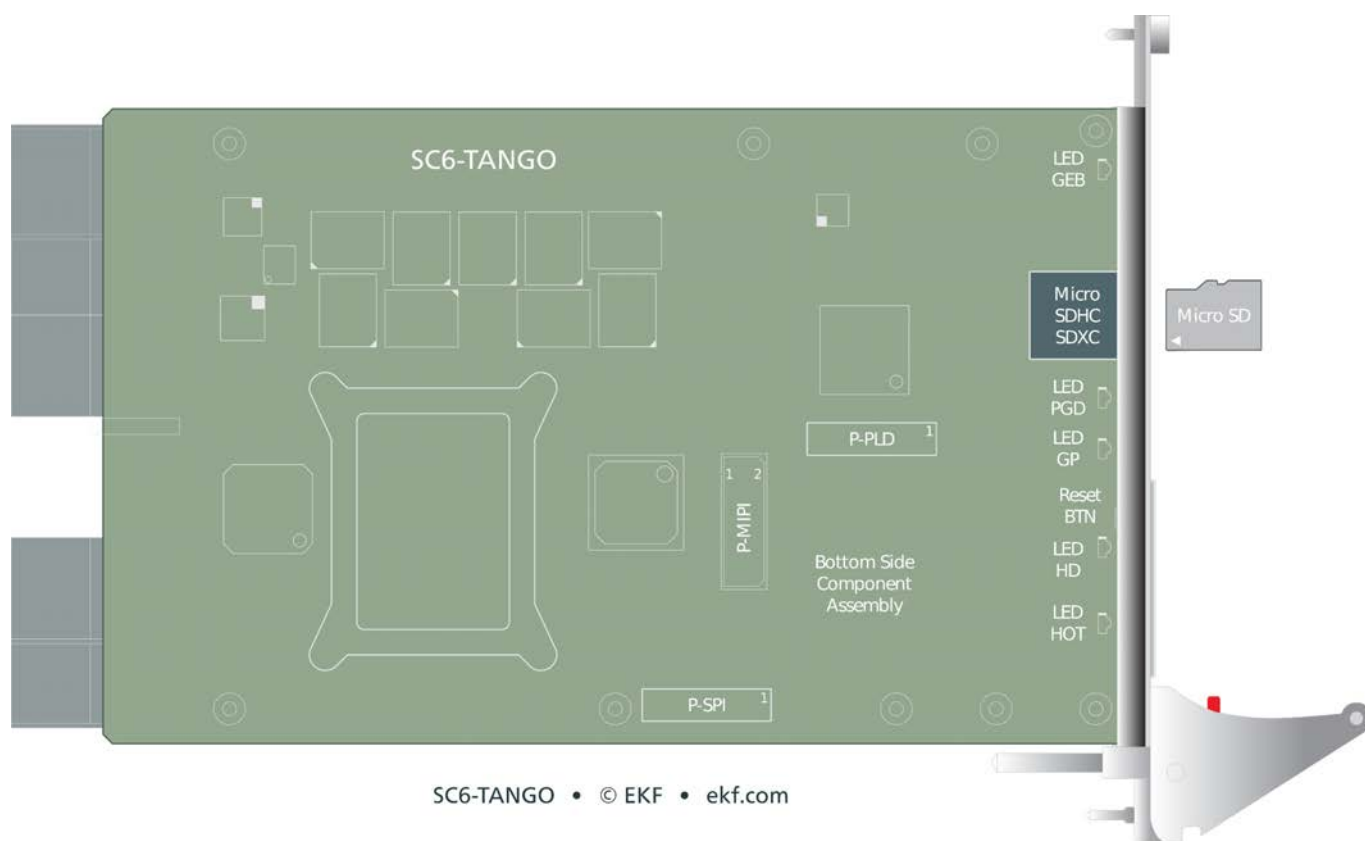 SC6-TANGO
LED
GEB
Micro
SDHC
SDXC
Micro SD
LED
PGD
P-PLD 1
LED
GP
1 2
P-MIPI
Reset
BTN
LED
HD
Bottom Side
Component
Assembly
LED
HOT
P-SPI 1
SC6-TANGO • © EKF • ekf.com